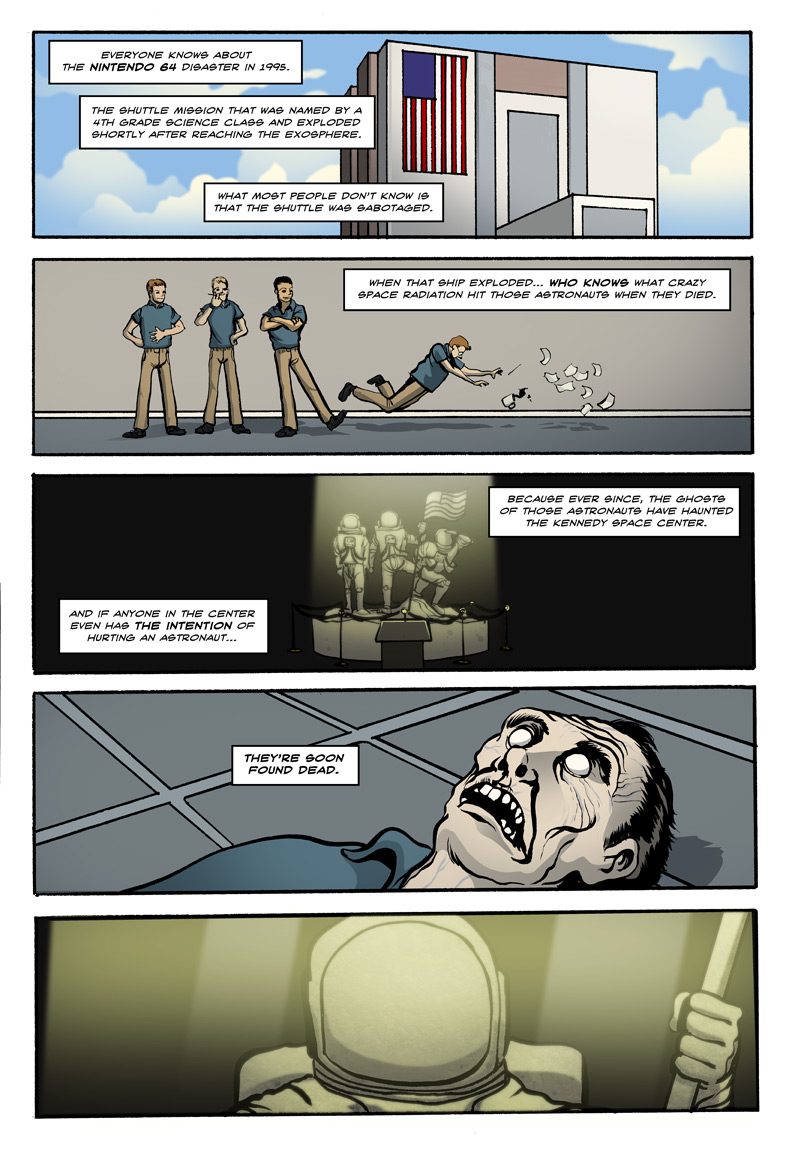 EVERYONE KNOWS ABOUT
THE NINTENDO 64 DISASTER IN 1995.
THE SHUTTLE MISSION THAT WAS NAMED BY A
4TH GRADE SCIENCE CLASS AND EXPLODED
SHORTLY AFTER REACHING THE EXOSPHERE.
WHAT MOST PEOPLE DON'T KNOW IS
THAT THE SHUTTLE WAS SABOTAGED.
WHEN THAT SHIP EXPLODED... WHO KNOWS WHAT CRAZY
SPACE RADIATION HIT THOSE ASTRONAUTS WHEN THEY DIED.
BECAUSE EVER SINCE, THE GHOSTS
OF THOSE ASTRONAUTS HAVE HAUNTED
THE KENNEDY SPACE CENTER.
AND IF ANYONE IN THE CENTER
EVEN HAS THE INTENTION OF
HURTING AN ASTRONAUT...
THEY'RE SOON
FOUND DEAD.